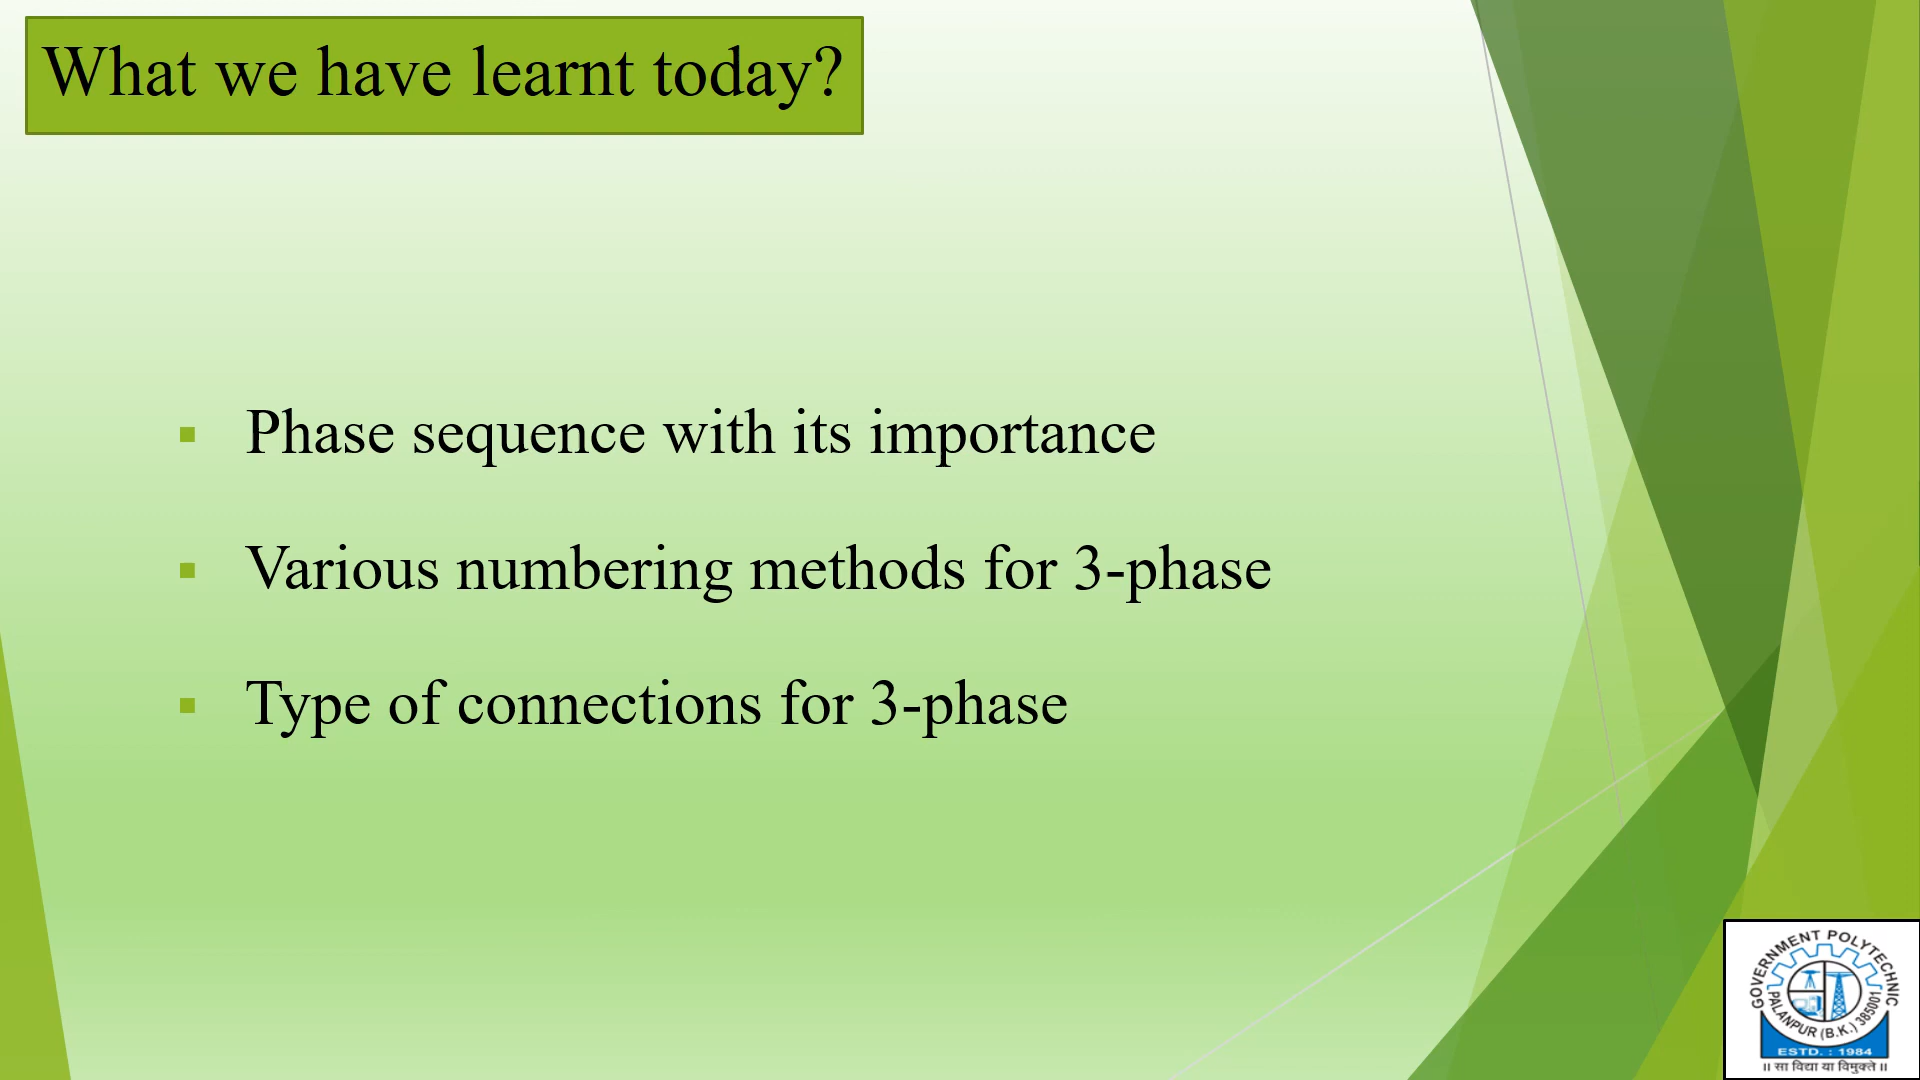 What we have learnt today?
▪ Phase sequence with its importance
▪ Various numbering methods for 3-phase
▪ Type of connections for 3-phase
GOVERNMENT POLYTECHNIC
PALANPUR (B.K.) 385001
ESTD. : 1984
॥ सा विद्या या विमुक्ते ॥